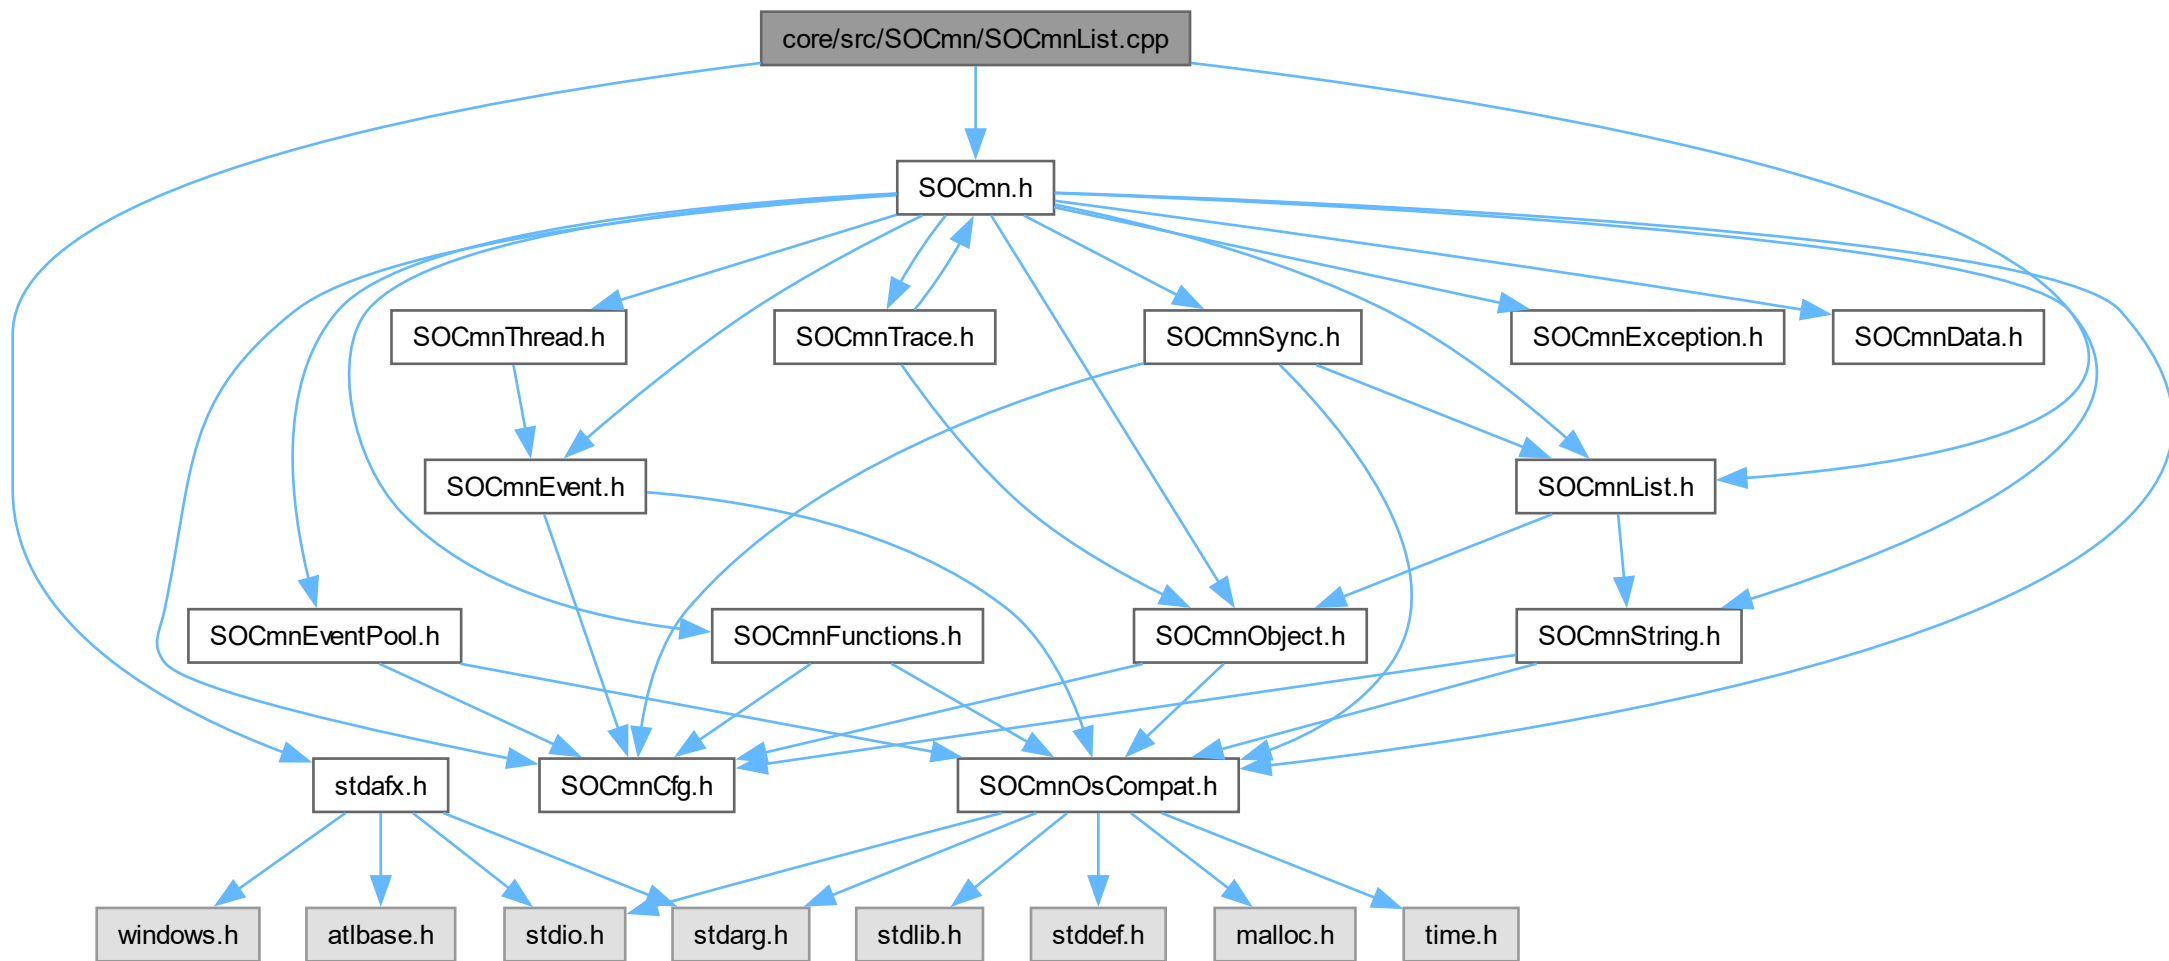 core/src/SOCmn/SOCmnList.cpp
SOCmn.h
SOCmnThread.h
SOCmnTrace.h
SOCmnSync.h
SOCmnException.h
SOCmnData.h
SOCmnEvent.h
SOCmnList.h
SOCmnEventPool.h
SOCmnFunctions.h
SOCmnObject.h
SOCmnString.h
stdafx.h
SOCmnCfg.h
SOCmnOsCompat.h
windows.h
atlbase.h
stdio.h
stdarg.h
stdlib.h
stddef.h
malloc.h
time.h